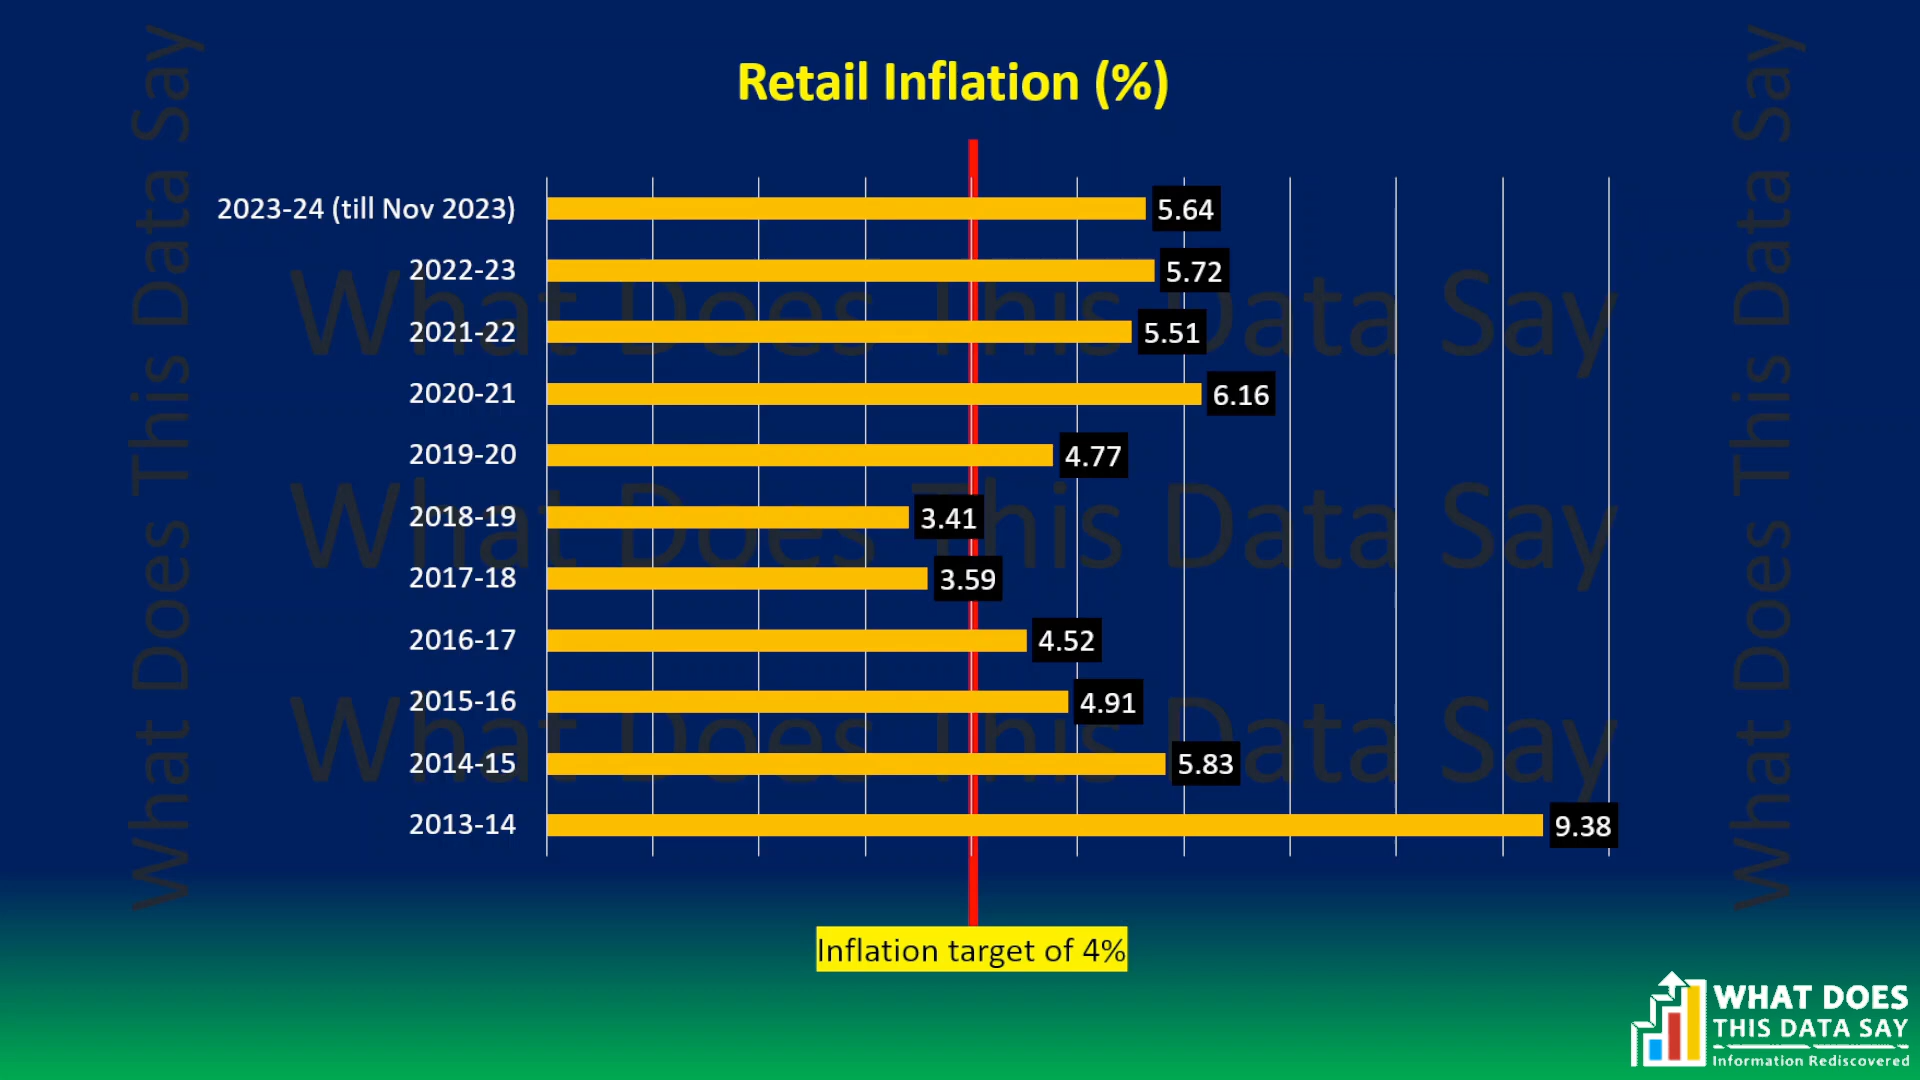 Retail Inflation (%)
2023-24 (till Nov 2023) 5.64
2022-23 5.72
2021-22 5.51
2020-21 6.16
2019-20 4.77
2018-19 3.41
2017-18 3.59
2016-17 4.52
2015-16 4.91
2014-15 5.83
2013-14 9.38
Inflation target of 4%
What Does This Data Say
What Does This Data Say
What Does This Data Say
What Does This Data Say
What Does This Data Say
WHAT DOES
THIS DATA SAY
Information Rediscovered